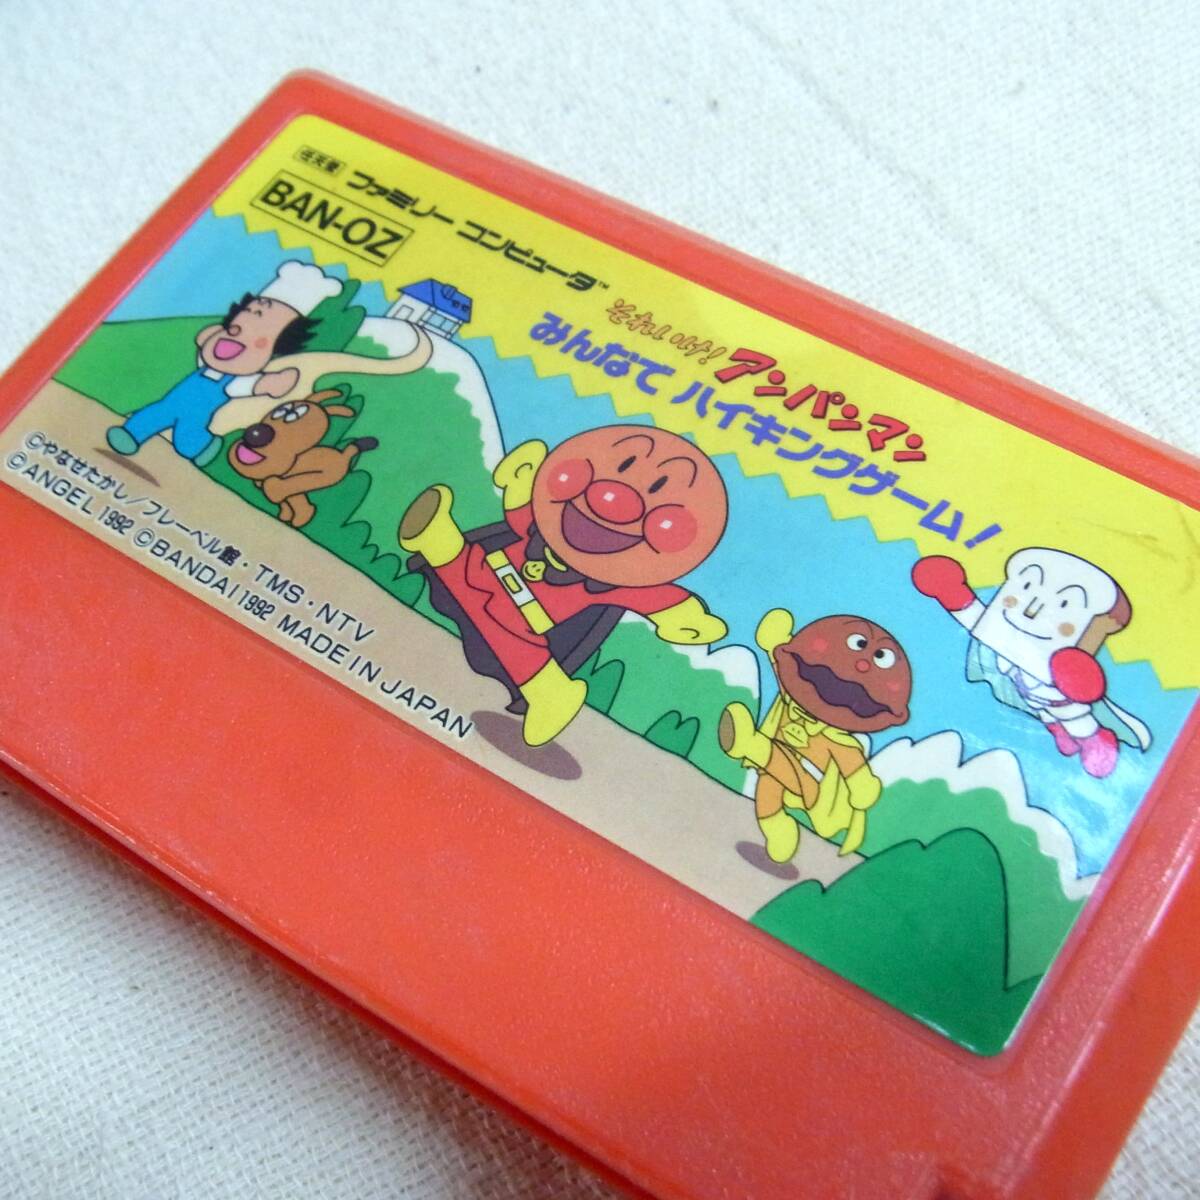 任天堂 ファミリー コンピュータ™
BAN-OZ
それいけ! アンパンマン
みんなで ハイキングゲーム!
©やなせたかし/フレーベル館・TMS・NTV
©ANGEL 1992 ©BANDAI 1992 MADE IN JAPAN